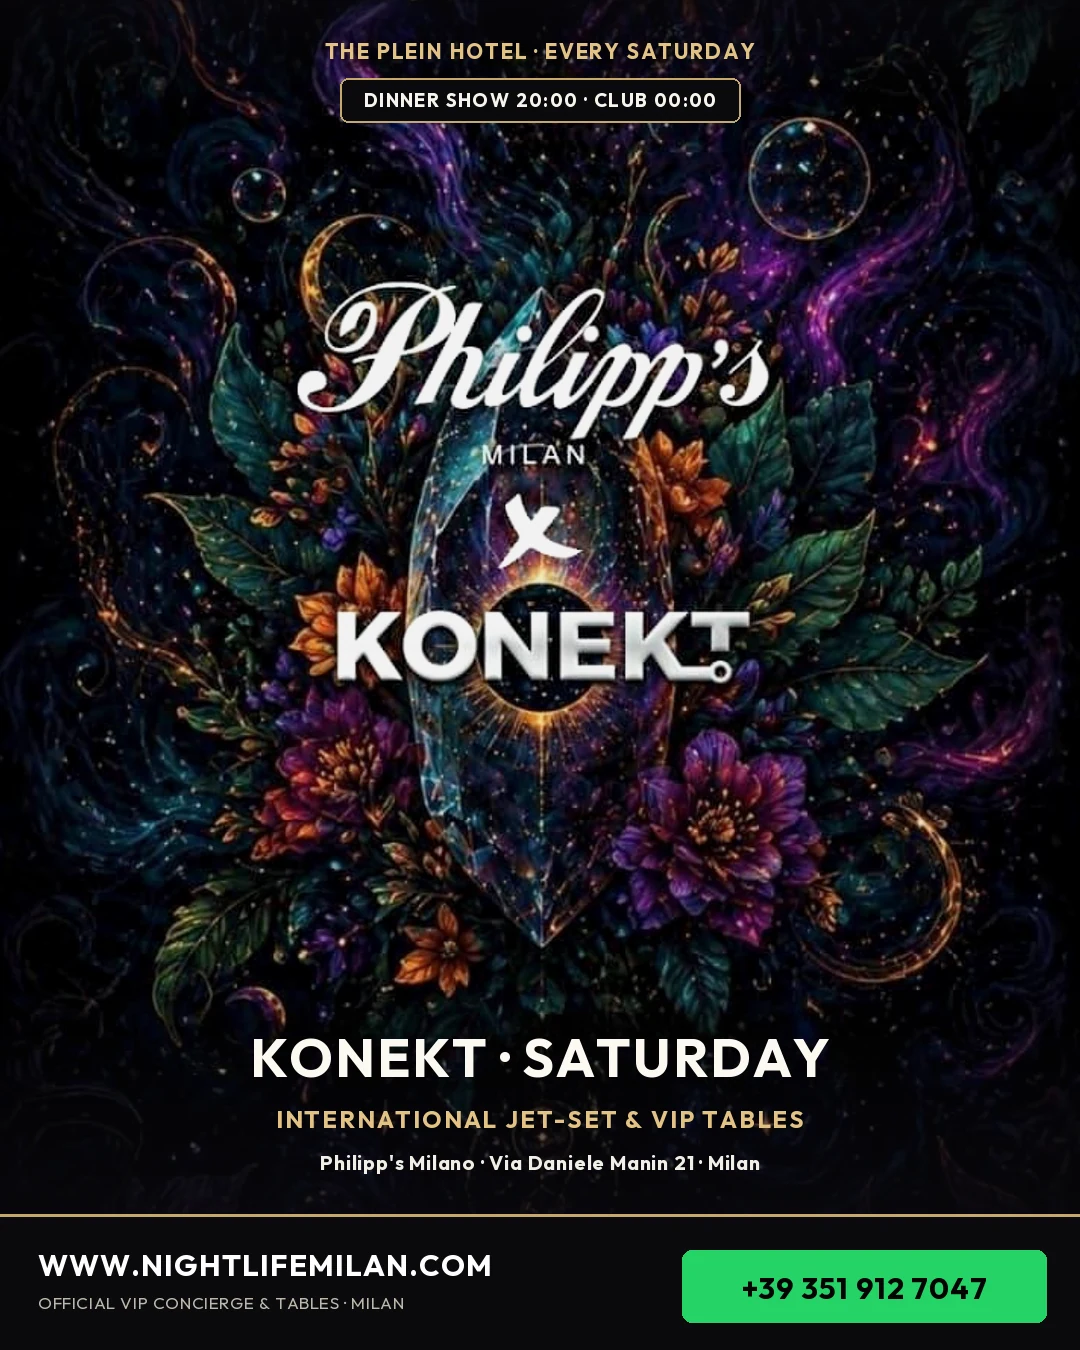 THE PLEIN HOTEL · EVERY SATURDAY
DINNER SHOW 20:00 · CLUB 00:00
Philipp's
MILAN
X
KONEKT
KONEKT · SATURDAY
INTERNATIONAL JET-SET & VIP TABLES
Philipp's Milano · Via Daniele Manin 21 · Milan
WWW.NIGHTLIFEMILAN.COM
OFFICIAL VIP CONCIERGE & TABLES · MILAN
+39 351 912 7047